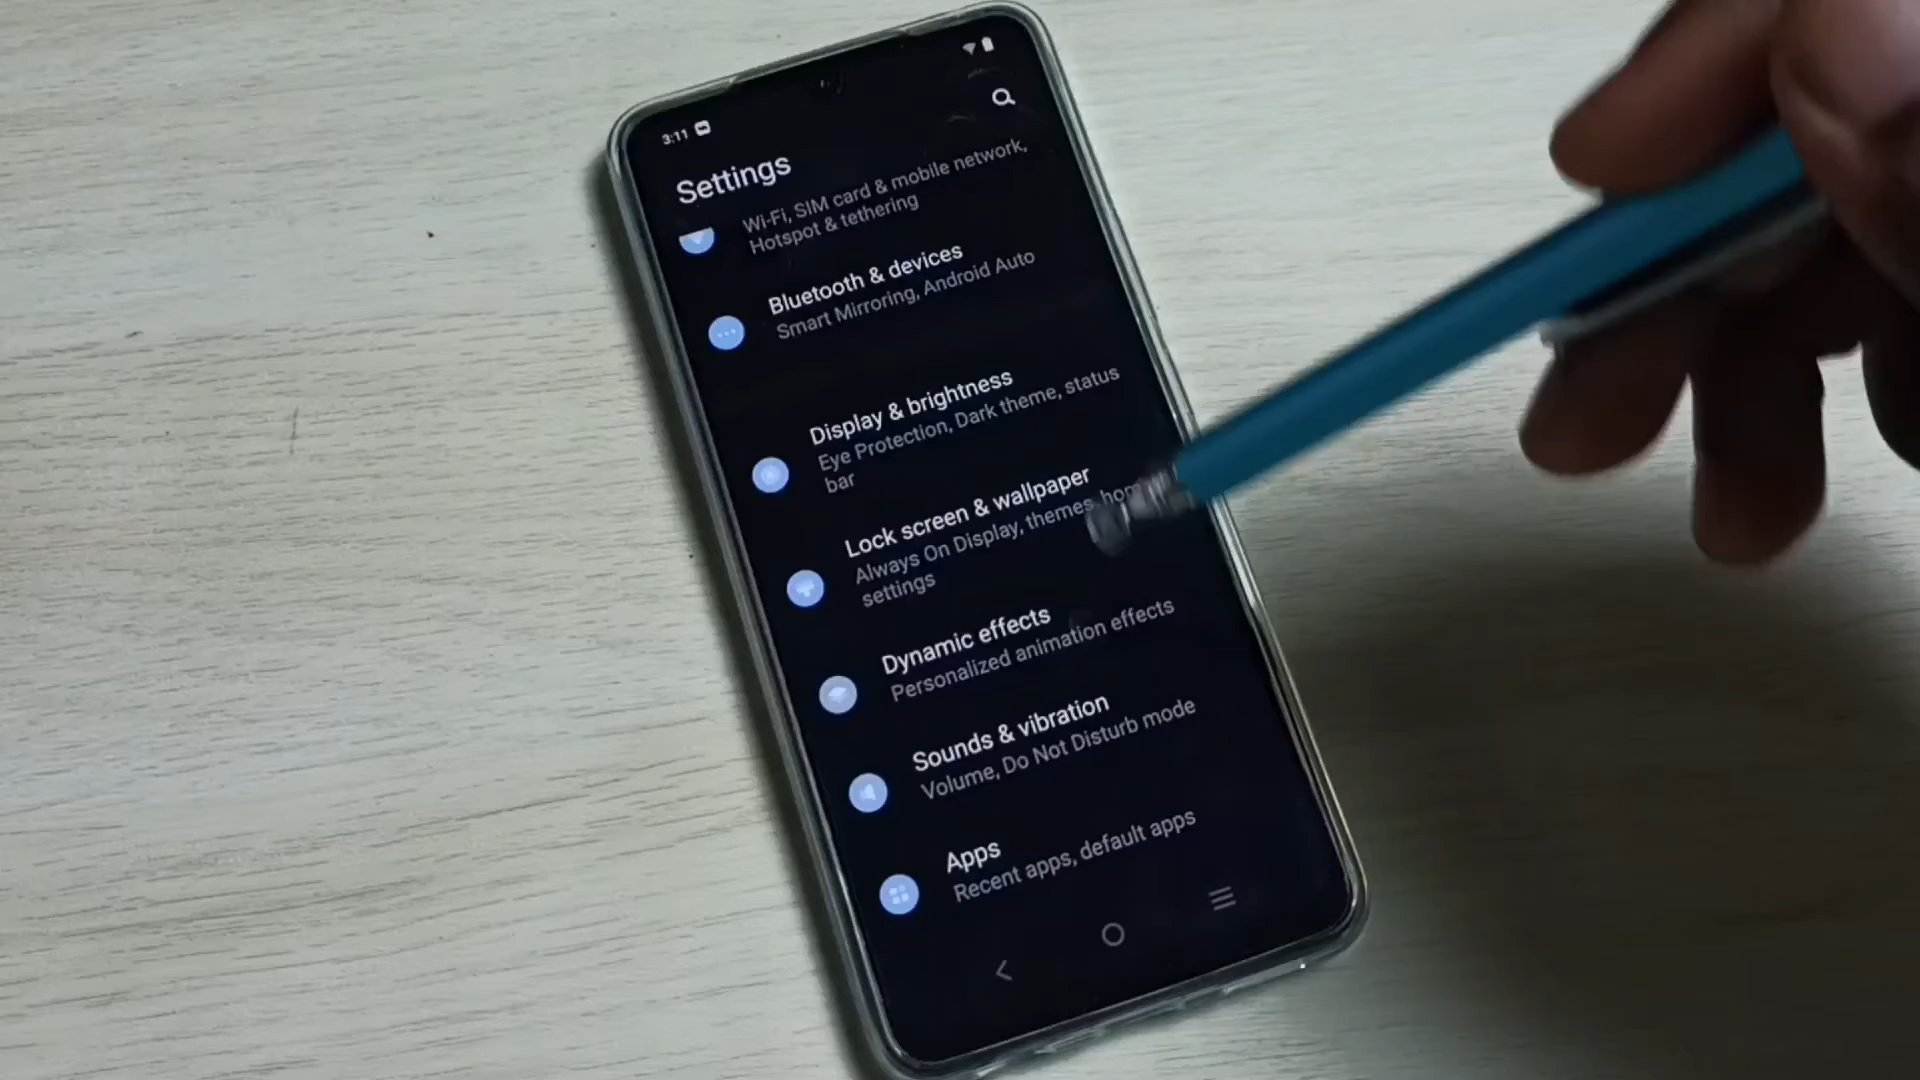 3:11
Settings
Wi-Fi, SIM card & mobile network,
Hotspot & tethering
Bluetooth & devices
Smart Mirroring, Android Auto
Display & brightness
Eye Protection, Dark theme, status
bar
Lock screen & wallpaper
Always On Display, themes,
settings
Dynamic effects
Personalized animation effects
Sounds & vibration
Volume, Do Not Disturb mode
Apps
Recent apps, default apps